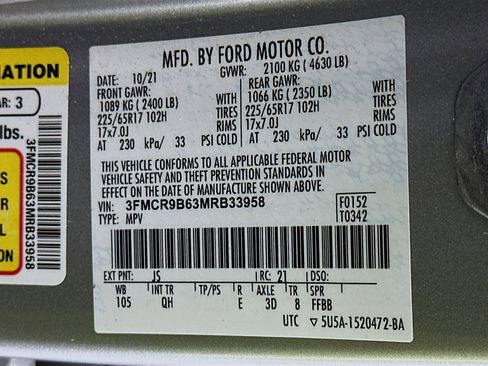 MATION
AR: 3
lbs.
S
L
3FMCR9B63MRB33958
MFD. BY FORD MOTOR CO.
DATE: 10/21 GVWR: 2100 KG ( 4630 LB)
FRONT GAWR: REAR GAWR:
1089 KG ( 2400 LB) WITH 1066 KG ( 2350 LB) WITH
225/65R17 102H TIRES 225/65R17 102H TIRES
17x7.0J RIMS 17x7.0J RIMS
AT 230 kPa/ 33 PSI COLD AT 230 kPa/ 33 PSI COLD
THIS VEHICLE CONFORMS TO ALL APPLICABLE FEDERAL MOTOR
VEHICLE SAFETY AND THEFT PREVENTION STANDARDS IN
EFFECT ON THE DATE OF MANUFACTURE SHOWN ABOVE.
VIN: 3FMCR9B63MRB33958 F0152
TYPE: MPV T0342
EXT PNT: JS RC: 21 DSO:
WB INT TR TP/PS R AXLE TR SPR
105 QH E 3D 8 FFBB
UTC ▽5U5A-1520472-BA